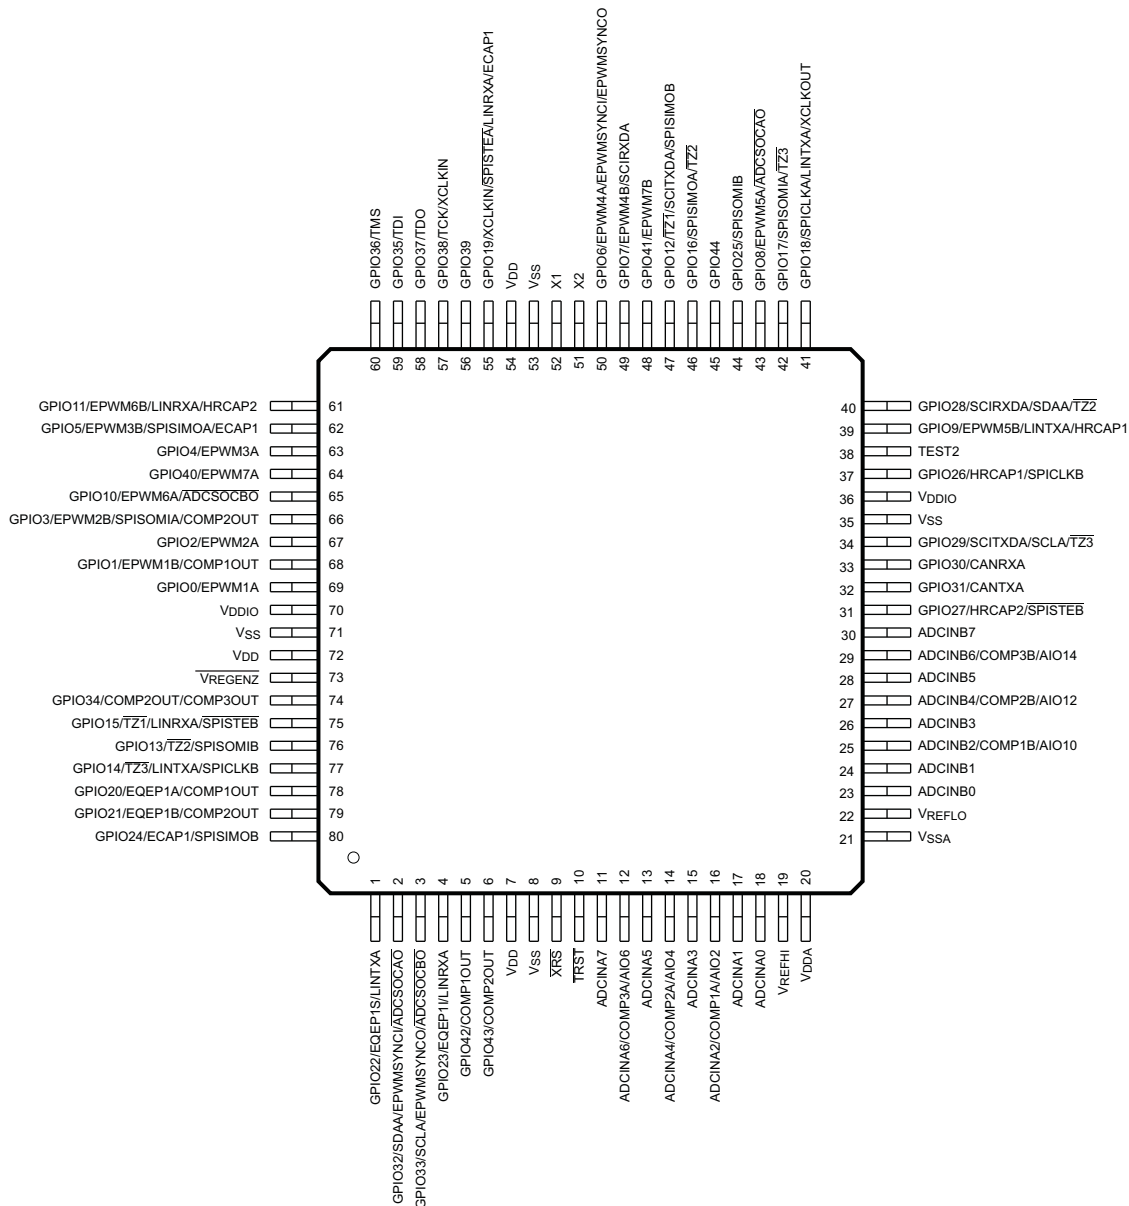 GPIO36/TMS
GPIO35/TDI
GPIO37/TDO
GPIO38/TCK/XCLKIN
GPIO39
GPIO19/XCLKIN/SPISTEA/LINRXA/ECAP1
VDD
VSS
X1
X2
GPIO6/EPWM4A/EPWMSYNCI/EPWMSYNCO
GPIO7/EPWM4B/SCIRXDA
GPIO41/EPWM7B
GPIO12/TZ1/SCITXDA/SPISIMOB
GPIO16/SPISIMOA/TZ2
GPIO44
GPIO25/SPISOMIB
GPIO8/EPWM5A/ADCSOCAO
GPIO17/SPISOMIA/TZ3
GPIO18/SPICLKA/LINTXA/XCLKOUT
60
59
58
57
56
55
54
53
52
51
50
49
48
47
46
45
44
43
42
41
GPIO11/EPWM6B/LINRXA/HRCAP2 61
GPIO5/EPWM3B/SPISIMOA/ECAP1 62
GPIO4/EPWM3A 63
GPIO40/EPWM7A 64
GPIO10/EPWM6A/ADCSOCBO 65
GPIO3/EPWM2B/SPISOMIA/COMP2OUT 66
GPIO2/EPWM2A 67
GPIO1/EPWM1B/COMP1OUT 68
GPIO0/EPWM1A 69
VDDIO 70
VSS 71
VDD 72
VREGENZ 73
GPIO34/COMP2OUT/COMP3OUT 74
GPIO15/TZ1/LINRXA/SPISTEB 75
GPIO13/TZ2/SPISOMIB 76
GPIO14/TZ3/LINTXA/SPICLKB 77
GPIO20/EQEP1A/COMP1OUT 78
GPIO21/EQEP1B/COMP2OUT 79
GPIO24/ECAP1/SPISIMOB 80
40 GPIO28/SCIRXDA/SDAA/TZ2
39 GPIO9/EPWM5B/LINTXA/HRCAP1
38 TEST2
37 GPIO26/HRCAP1/SPICLKB
36 VDDIO
35 VSS
34 GPIO29/SCITXDA/SCLA/TZ3
33 GPIO30/CANRXA
32 GPIO31/CANTXA
31 GPIO27/HRCAP2/SPISTEB
30 ADCINB7
29 ADCINB6/COMP3B/AIO14
28 ADCINB5
27 ADCINB4/COMP2B/AIO12
26 ADCINB3
25 ADCINB2/COMP1B/AIO10
24 ADCINB1
23 ADCINB0
22 VREFLO
21 VSSA
1
2
3
4
5
6
7
8
9
10
11
12
13
14
15
16
17
18
19
20
GPIO22/EQEP1S/LINTXA
GPIO32/SDAA/EPWMSYNCI/ADCSOCAO
GPIO33/SCLA/EPWMSYNCO/ADCSOCBO
GPIO23/EQEP1I/LINRXA
GPIO42/COMP1OUT
GPIO43/COMP2OUT
VDD
VSS
XRS
TRST
ADCINA7
ADCINA6/COMP3A/AIO6
ADCINA5
ADCINA4/COMP2A/AIO4
ADCINA3
ADCINA2/COMP1A/AIO2
ADCINA1
ADCINA0
VREFHI
VDDA